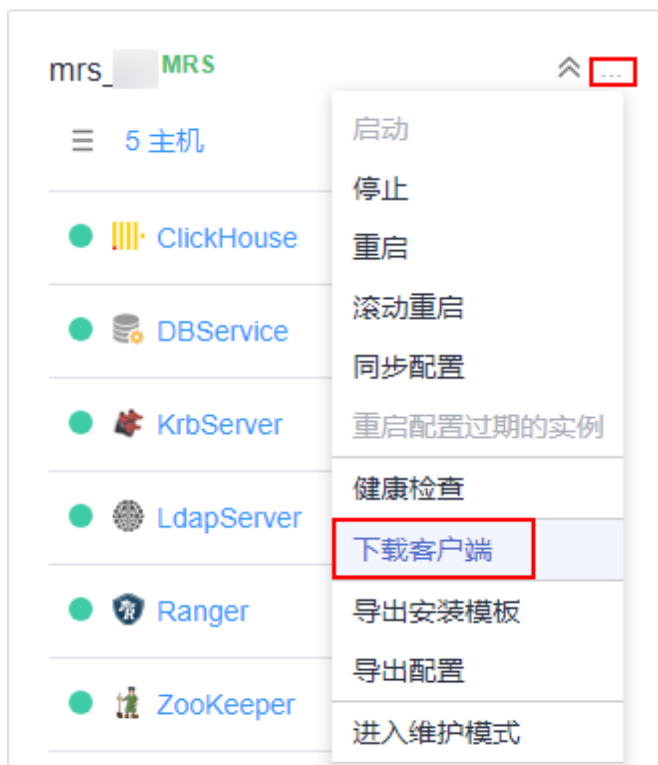 mrs_ MRS
...
5 主机
ClickHouse
DBService
KrbServer
LdapServer
Ranger
ZooKeeper
启动
停止
重启
滚动重启
同步配置
重启配置过期的实例
健康检查
下载客户端
导出安装模板
导出配置
进入维护模式